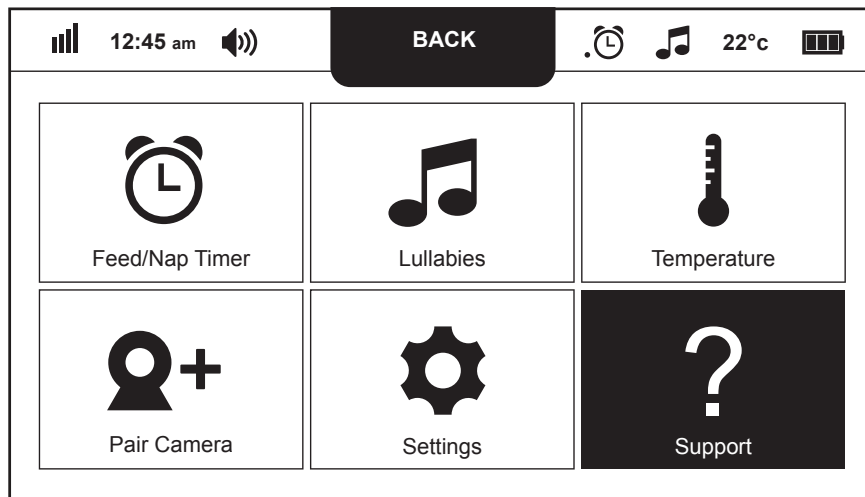 12:45 am BACK 22°c
Feed/Nap Timer Lullabies Temperature
Pair Camera Settings Support